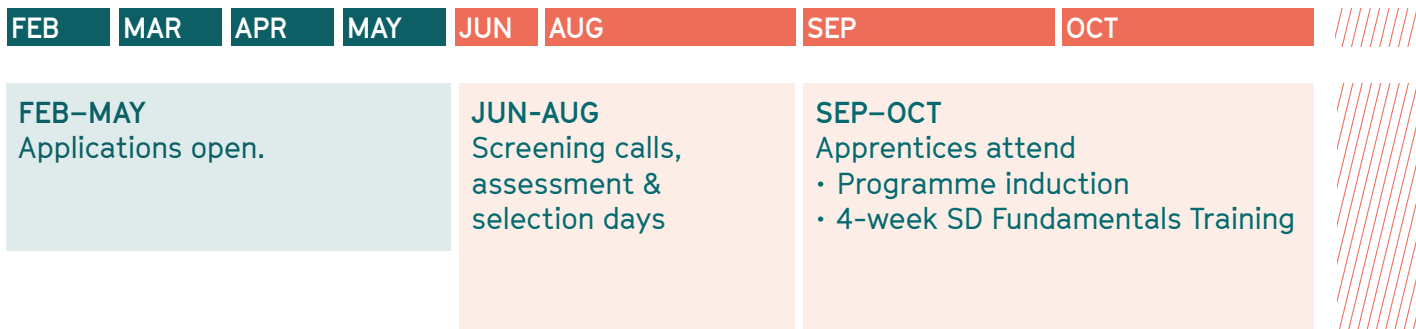 FEB MAR APR MAY JUN AUG SEP OCT
FEB–MAY
Applications open.
JUN-AUG
Screening calls,
assessment &
selection days
SEP–OCT
Apprentices attend
• Programme induction
• 4-week SD Fundamentals Training